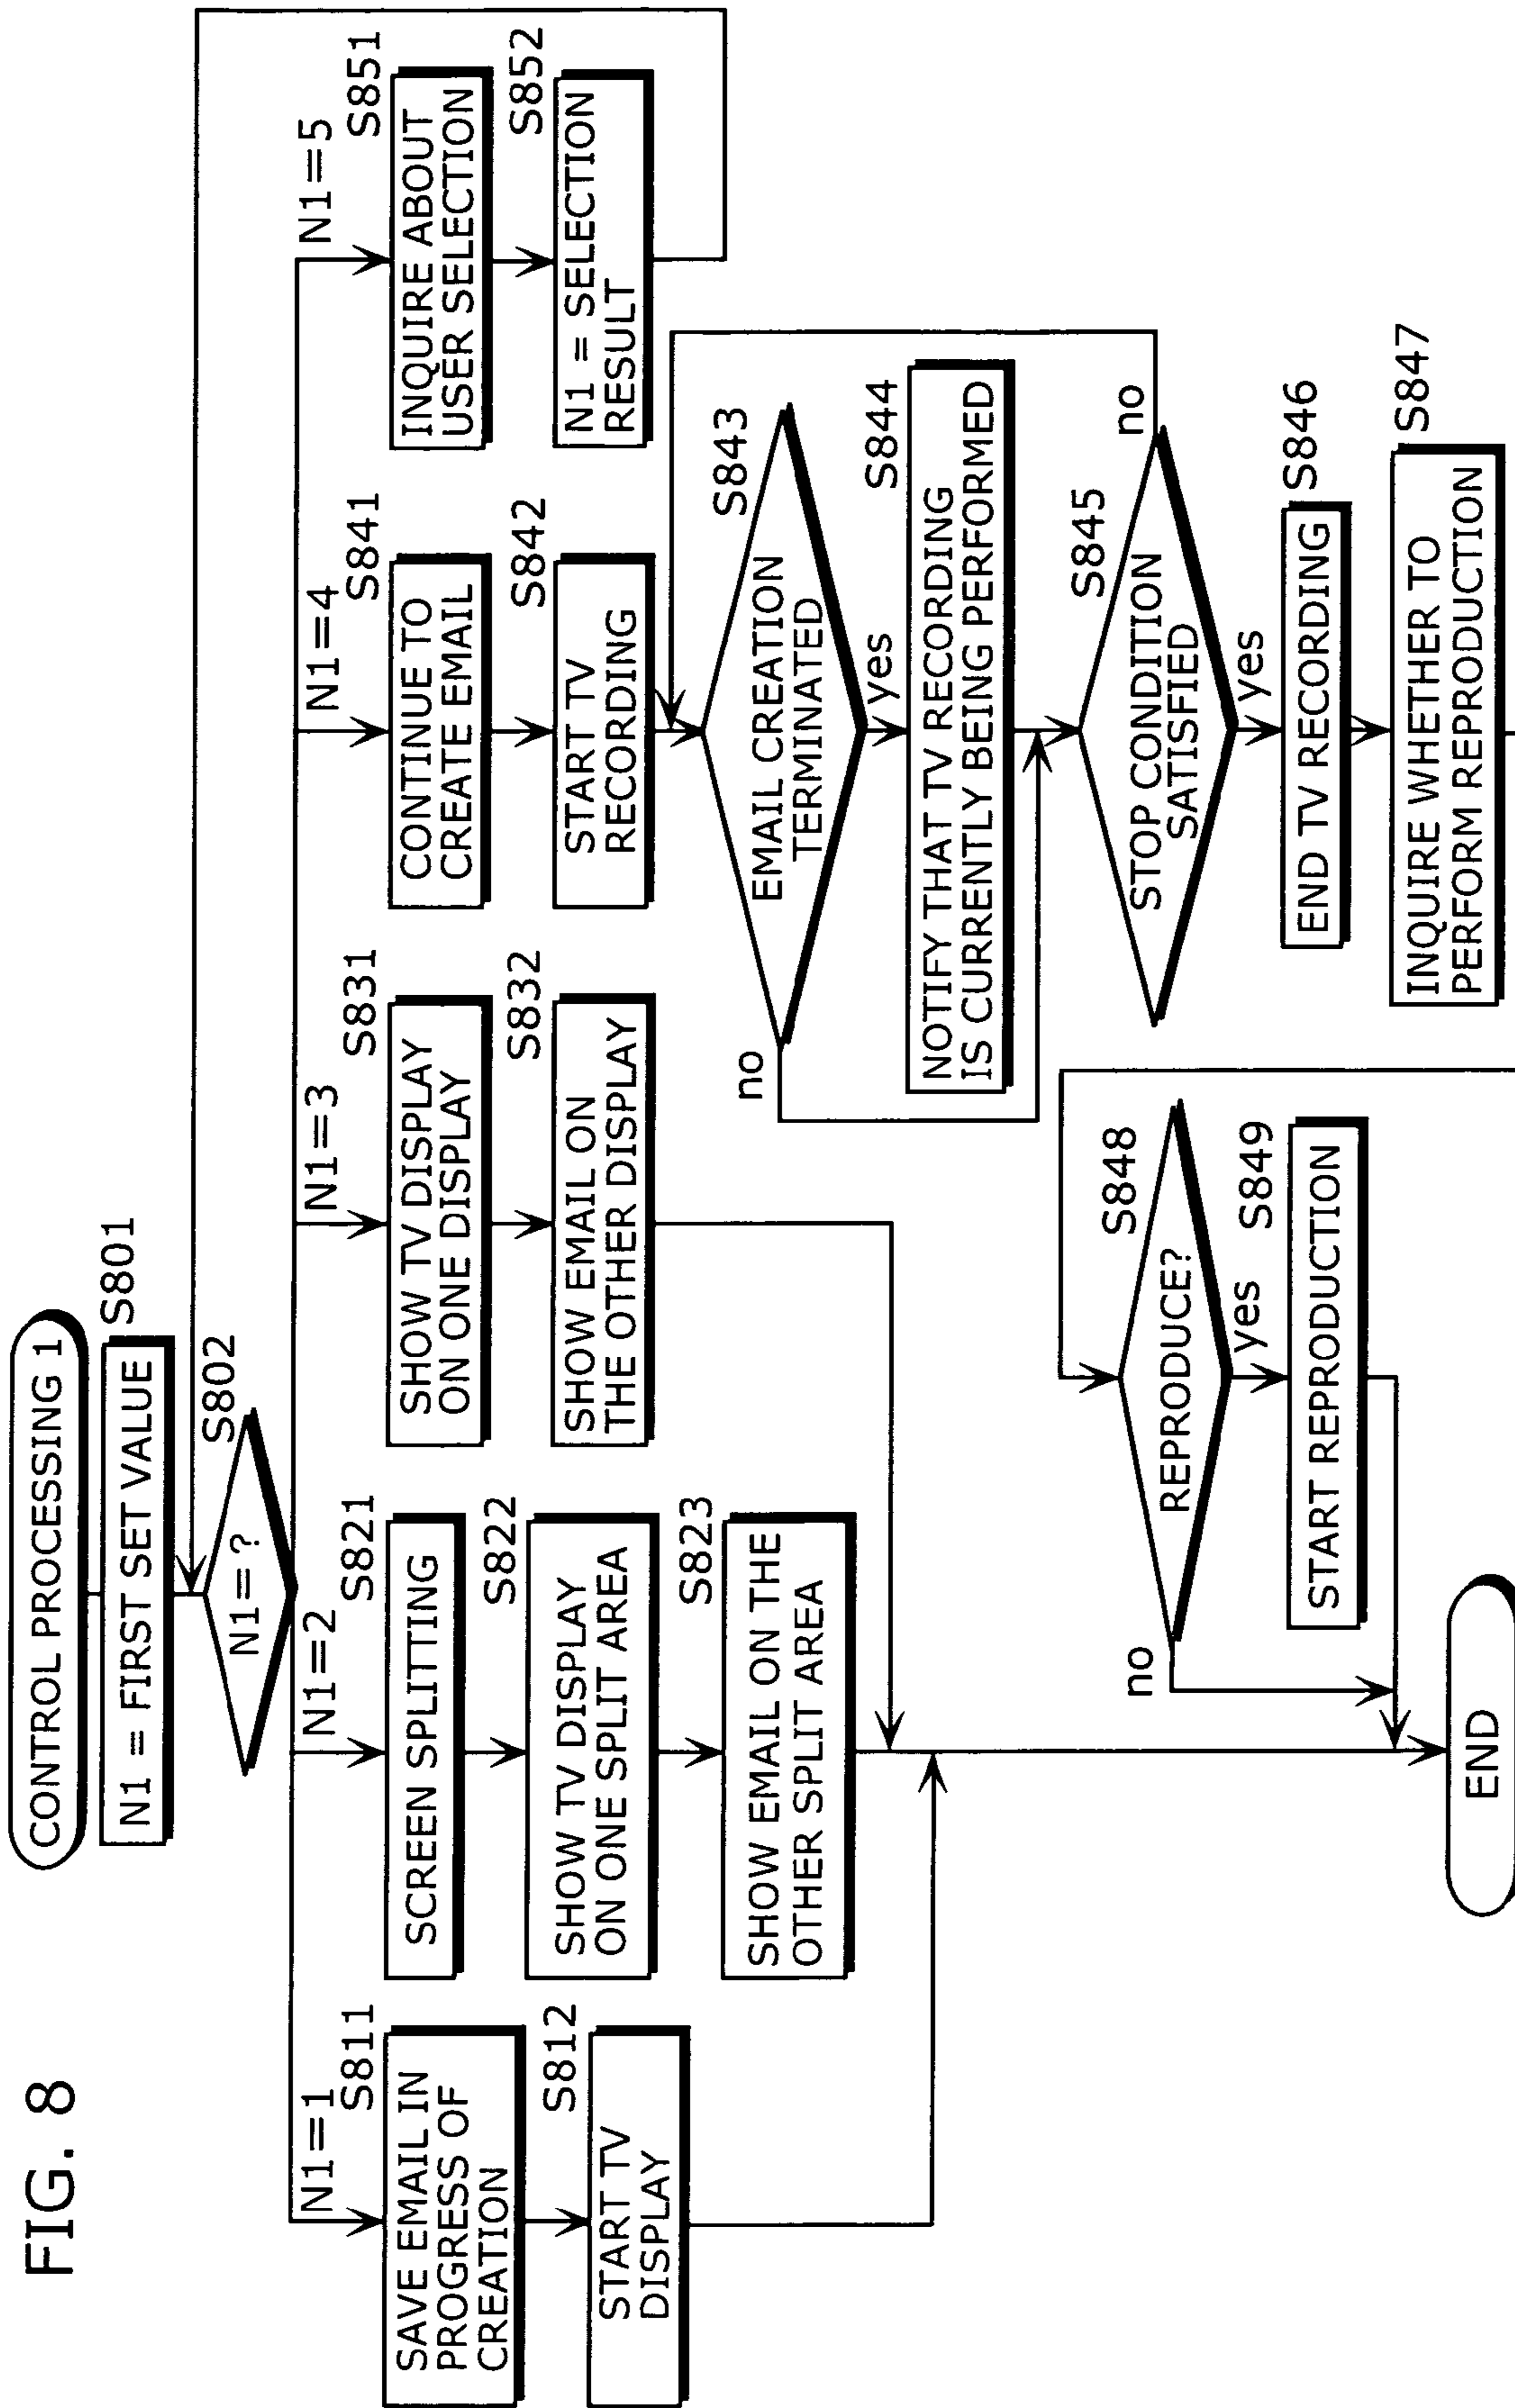 FIG. 8
CONTROL PROCESSING 1
N1 = FIRST SET VALUE
S801
N1=?
S802
N1=1
S811
SAVE EMAIL IN
PROGRESS OF
CREATION
S812
START TV
DISPLAY
N1=2
S821
SCREEN SPLITTING
S822
SHOW TV DISPLAY
ON ONE SPLIT AREA
S823
SHOW EMAIL ON THE
OTHER SPLIT AREA
N1=3
S831
SHOW TV DISPLAY
ON ONE DISPLAY
S832
SHOW EMAIL ON
THE OTHER DISPLAY
N1=4
S841
CONTINUE TO
CREATE EMAIL
S842
START TV
RECORDING
S843
EMAIL CREATION
TERMINATED
no
yes
S844
NOTIFY THAT TV RECORDING
IS CURRENTLY BEING PERFORMED
S845
STOP CONDITION
SATISFIED
no
yes
S846
END TV RECORDING
S847
INQUIRE WHETHER TO
PERFORM REPRODUCTION
S848
REPRODUCE?
no
yes
S849
START REPRODUCTION
N1=5
S851
INQUIRE ABOUT
USER SELECTION
S852
N1 = SELECTION
RESULT
END